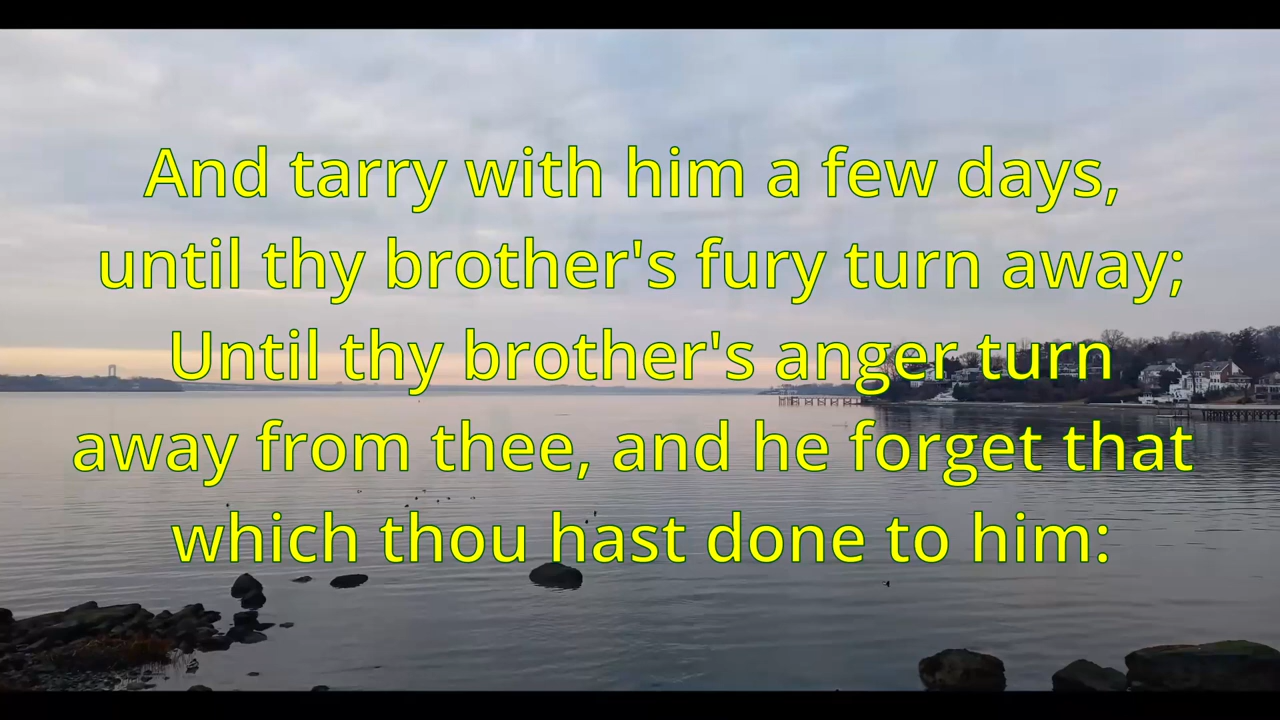 And tarry with him a few days,
until thy brother's fury turn away;
Until thy brother's anger turn
away from thee, and he forget that
which thou hast done to him: